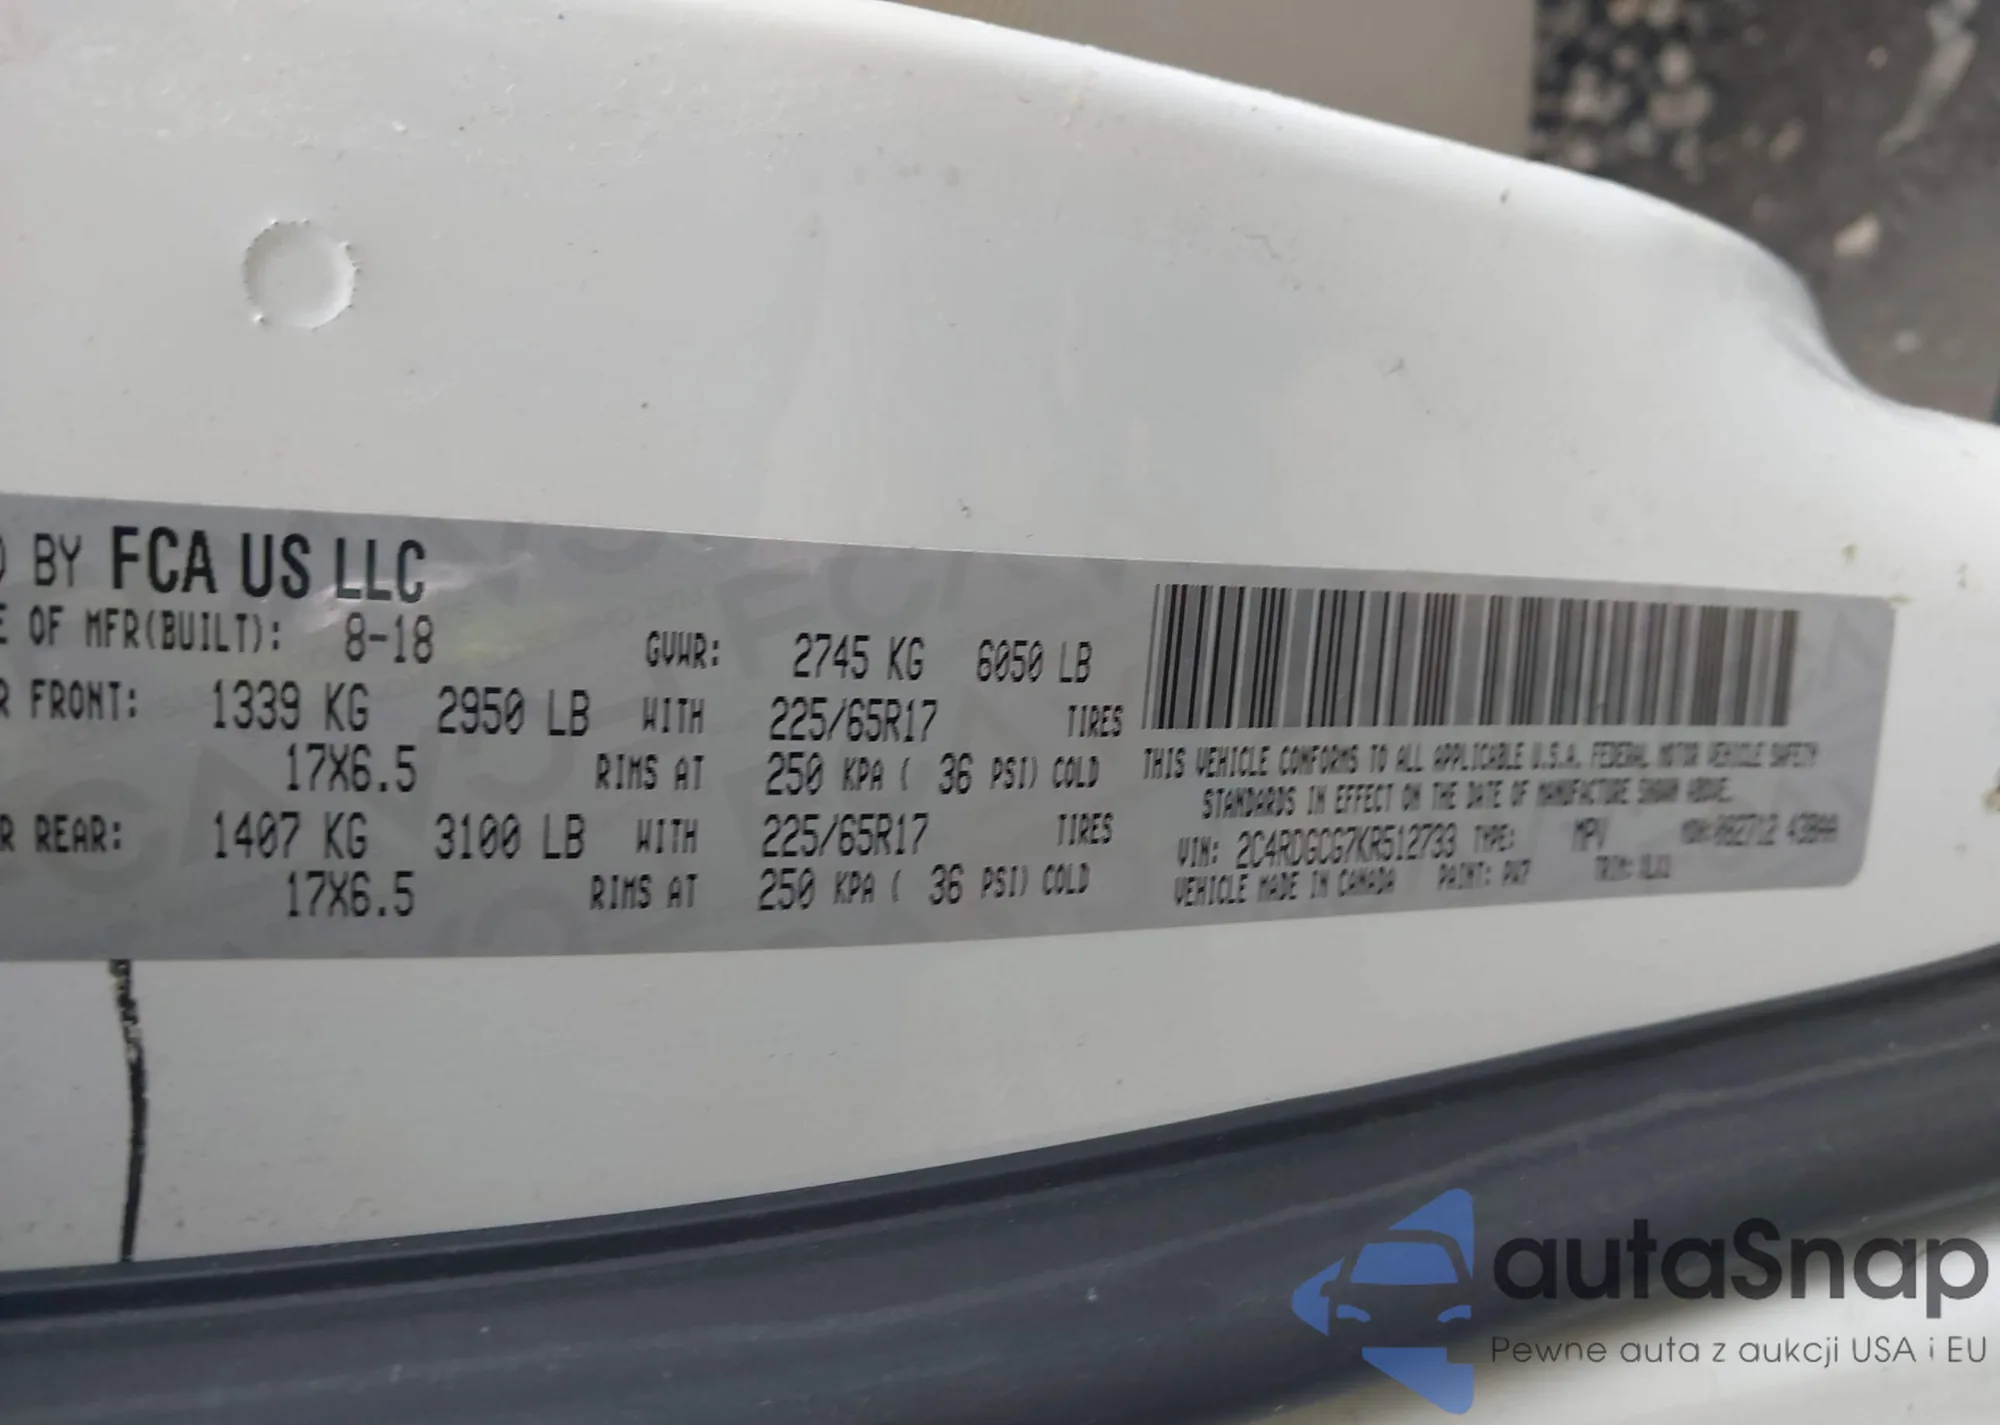 BY FCA US LLC
OF MFR(BUILT): 8-18 GVWR: 2745 KG 6050 LB
FRONT: 1339 KG 2950 LB WITH 225/65R17 TIRES
17X6.5 RIMS AT 250 KPA ( 36 PSI) COLD
REAR: 1407 KG 3100 LB WITH 225/65R17 TIRES
17X6.5 RIMS AT 250 KPA ( 36 PSI) COLD
THIS VEHICLE CONFORMS TO ALL APPLICABLE U.S.A. FEDERAL MOTOR VEHICLE SAFETY
STANDARDS IN EFFECT ON THE DATE OF MANUFACTURE SHOWN ABOVE.
VIN: 2C4RDGCG7KR512733 TYPE: MPV
VEHICLE MADE IN CANADA PAINT: PW7 TRIM:
autaSnap
Pewne auta z aukcji USA i EU